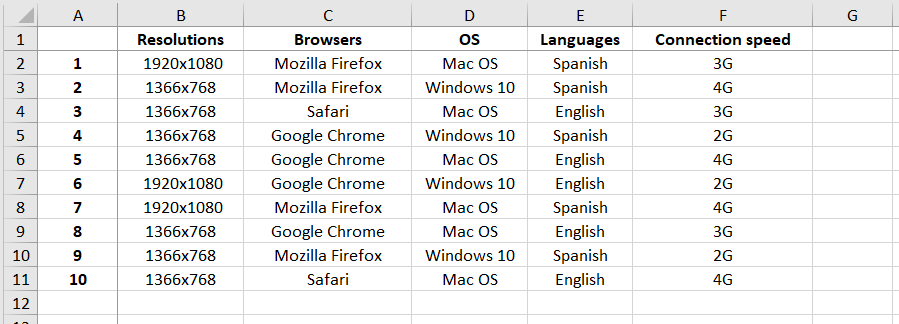 A B C D E F G
1 Resolutions Browsers OS Languages Connection speed
2 1 1920x1080 Mozilla Firefox Mac OS Spanish 3G
3 2 1366x768 Mozilla Firefox Windows 10 Spanish 4G
4 3 1366x768 Safari Mac OS English 3G
5 4 1366x768 Google Chrome Windows 10 Spanish 2G
6 5 1366x768 Google Chrome Mac OS English 4G
7 6 1920x1080 Google Chrome Windows 10 English 2G
8 7 1920x1080 Mozilla Firefox Mac OS Spanish 4G
9 8 1366x768 Google Chrome Mac OS English 3G
10 9 1366x768 Mozilla Firefox Windows 10 Spanish 2G
11 10 1366x768 Safari Mac OS English 4G
12